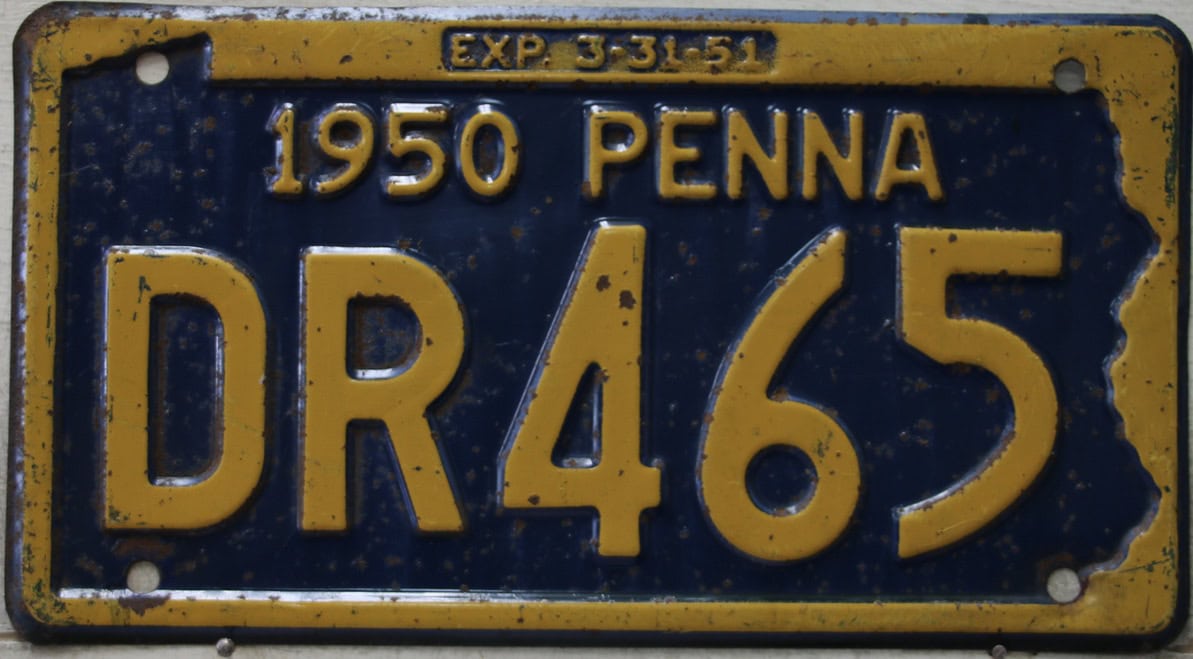 EXP. 3-31-51
1950 PENNA
DR465